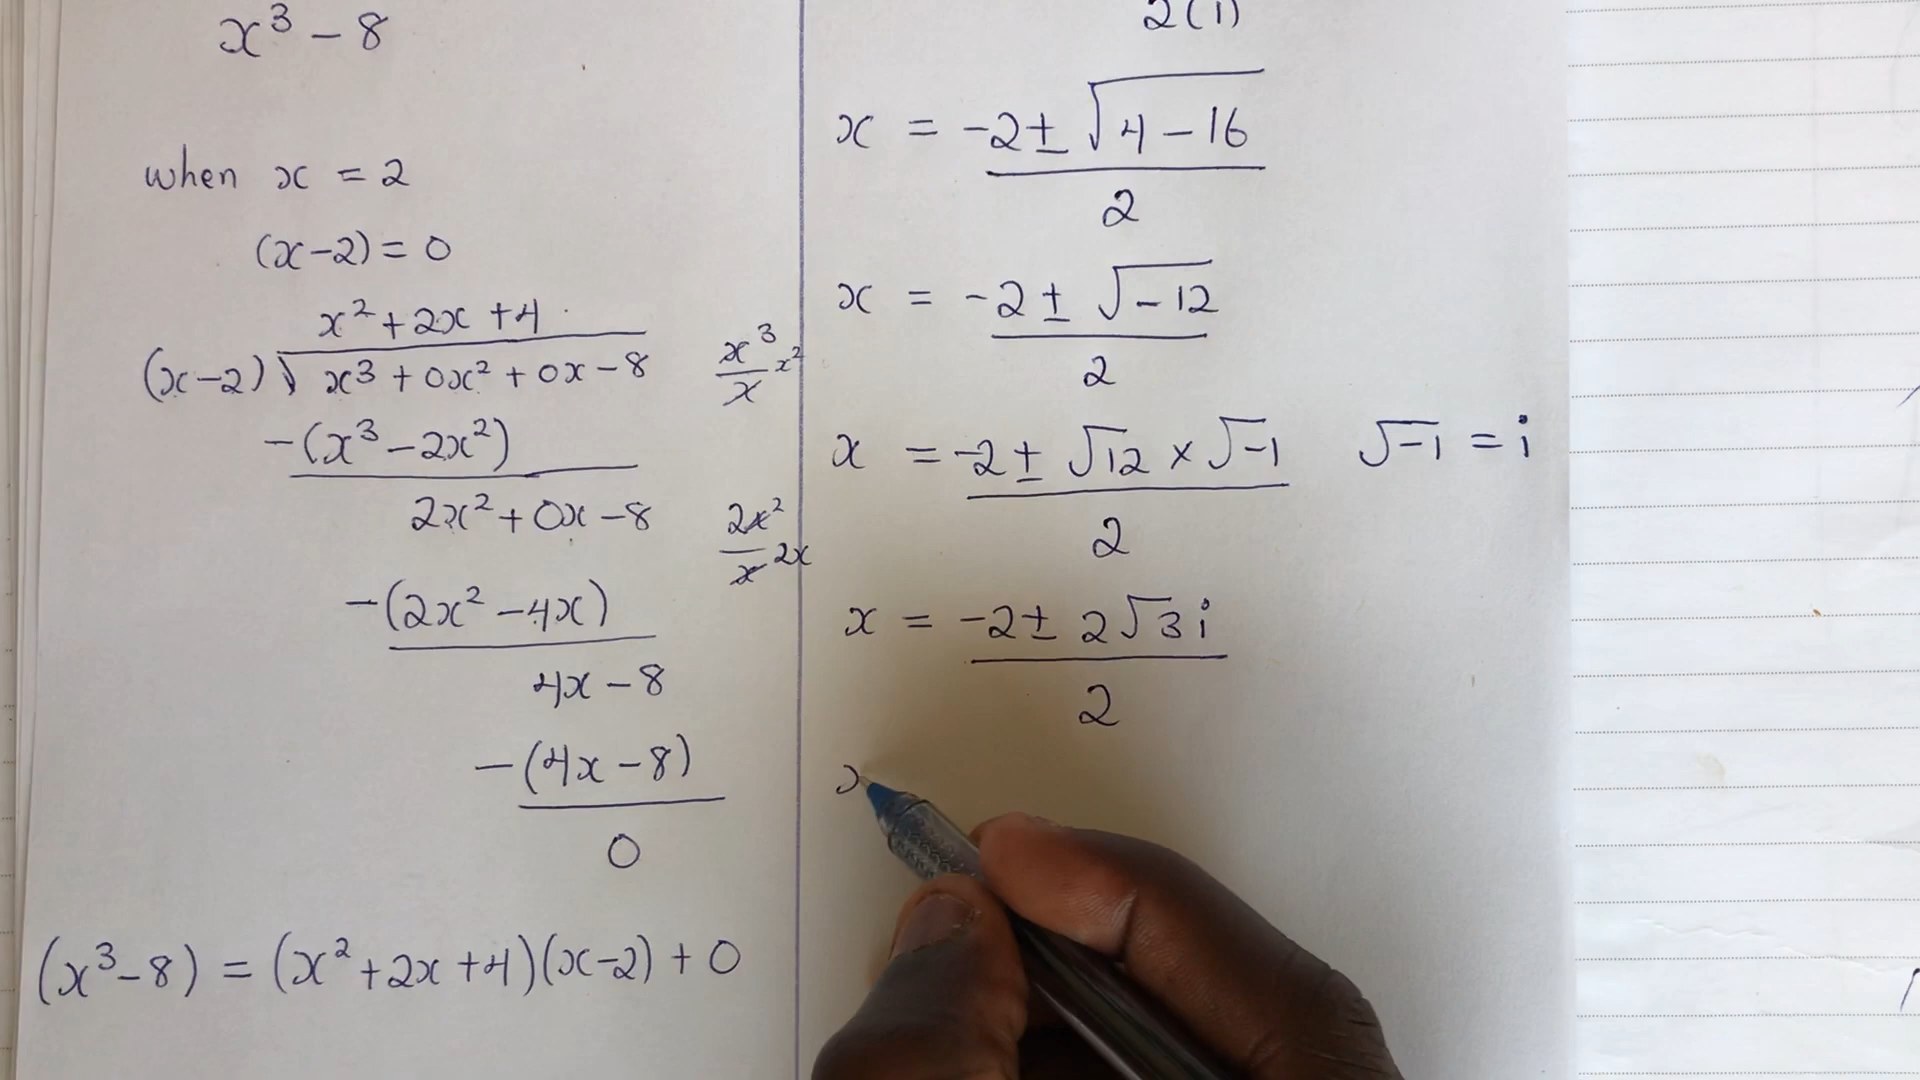 x³ - 8
when x = 2
(x-2) = 0
x² + 2x + 4
(x-2) √ x³ + 0x² + 0x - 8
x³/x x²
-(x³ - 2x²)
2x² + 0x - 8
2x²/x 2x
-(2x² - 4x)
4x - 8
-(4x - 8)
0
(x³-8) = (x² + 2x + 4)(x-2) + 0
2(1)
x = -2 ± √4 - 16
2
x = -2 ± √-12
2
x = -2 ± √12 × √-1 √-1 = i
2
x = -2 ± 2√3 i
2
x